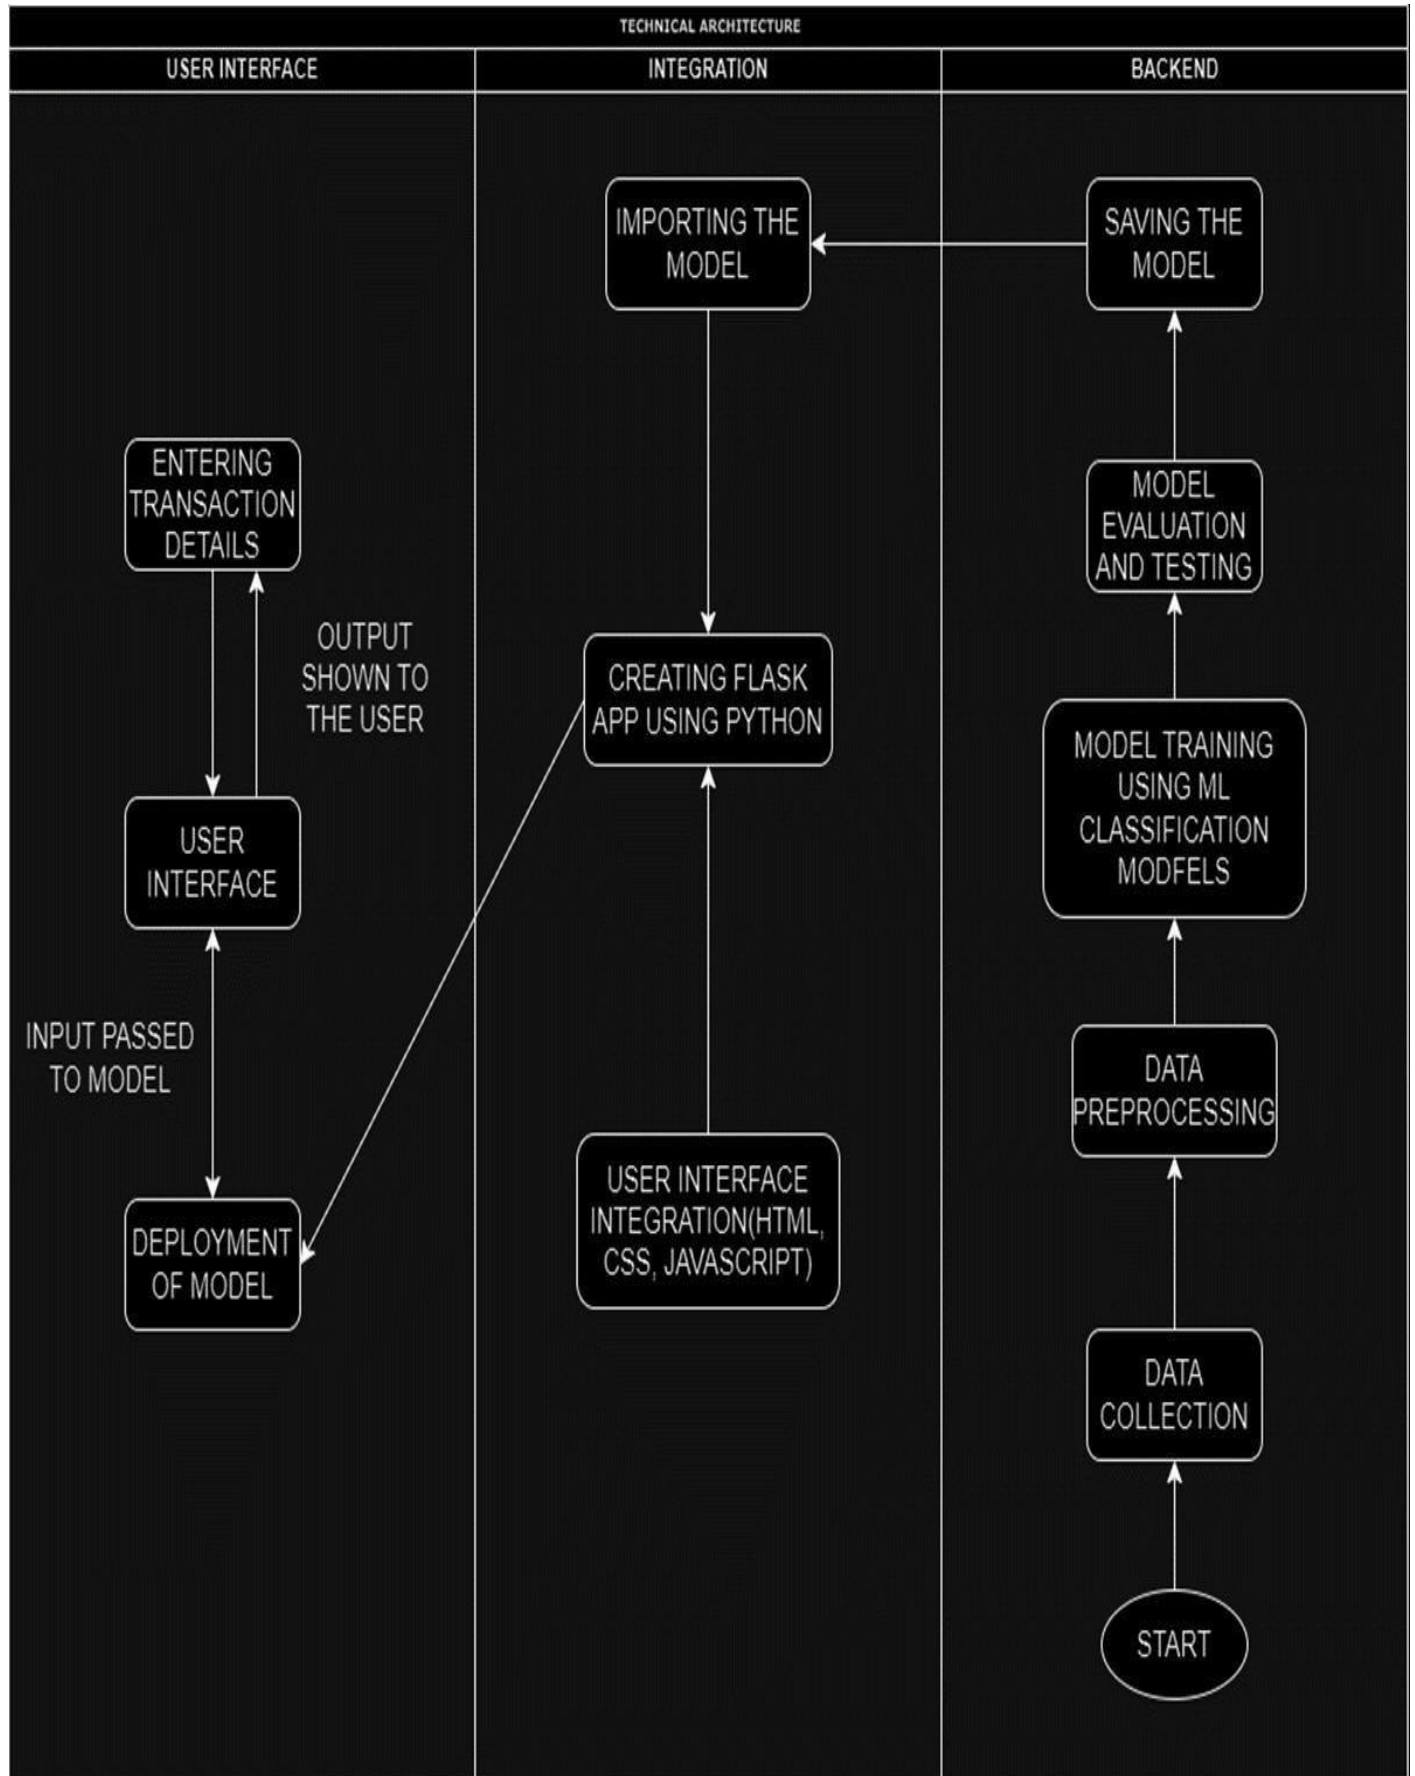 TECHNICAL ARCHITECTURE
USER INTERFACE
INTEGRATION
BACKEND
ENTERING
TRANSACTION
DETAILS
OUTPUT
SHOWN TO
THE USER
USER
INTERFACE
INPUT PASSED
TO MODEL
DEPLOYMENT
OF MODEL
IMPORTING THE
MODEL
CREATING FLASK
APP USING PYTHON
USER INTERFACE
INTEGRATION(HTML,
CSS, JAVASCRIPT)
SAVING THE
MODEL
MODEL
EVALUATION
AND TESTING
MODEL TRAINING
USING ML
CLASSIFICATION
MODFELS
DATA
PREPROCESSING
DATA
COLLECTION
START